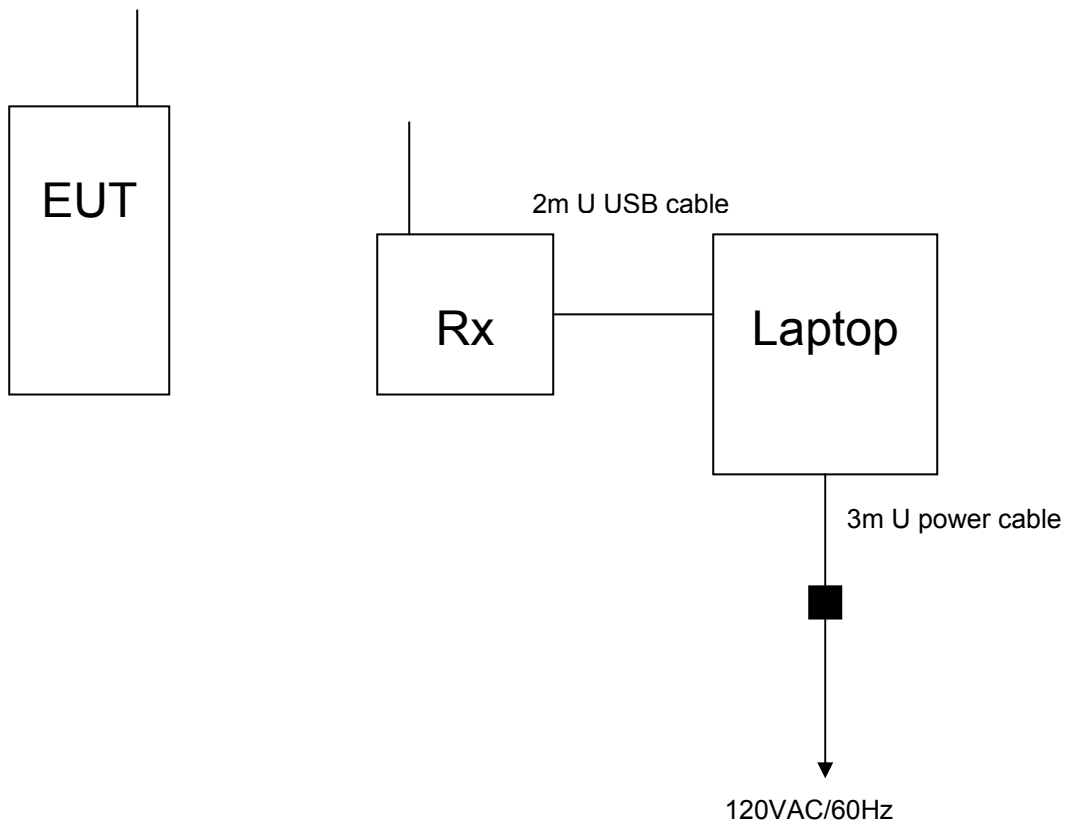 EUT
2m U USB cable
Rx
Laptop
3m U power cable
120VAC/60Hz